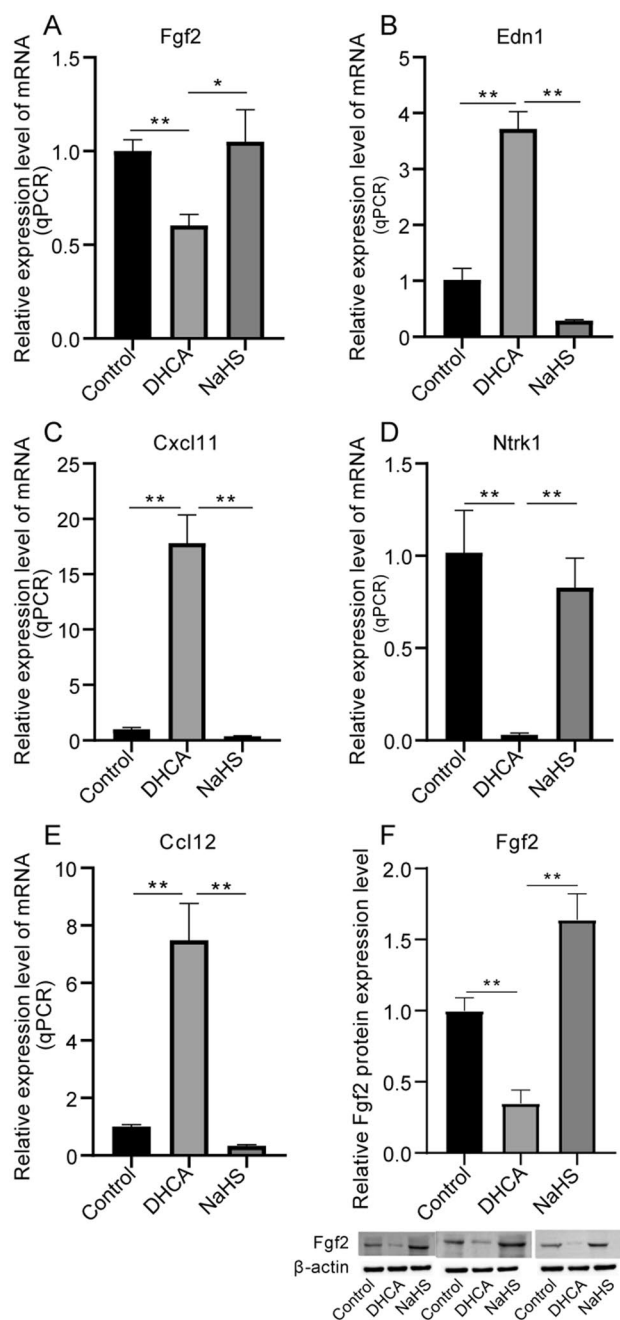 A
Fgf2
Relative expression level of mRNA
(qPCR)
1.5
1.0
0.5
0.0
**
*
Control
DHCA
NaHS
B
Edn1
Relative expression level of mRNA
(qPCR)
5
4
3
2
1
0
**
**
Control
DHCA
NaHS
C
Cxcl11
Relative expression level of mRNA
(qPCR)
25
20
15
10
5
0
**
**
Control
DHCA
NaHS
D
Ntrk1
Relative expression level of mRNA
(qPCR)
1.5
1.0
0.5
0.0
**
**
Control
DHCA
NaHS
E
Ccl12
Relative expression level of mRNA
(qPCR)
10
8
6
4
2
0
**
**
Control
DHCA
NaHS
F
Fgf2
Relative Fgf2 protein expression level
2.0
1.5
1.0
0.5
0.0
**
**
Control
DHCA
NaHS
Fgf2
β-actin
Control
DHCA
NaHS
Control
DHCA
NaHS
Control
DHCA
NaHS